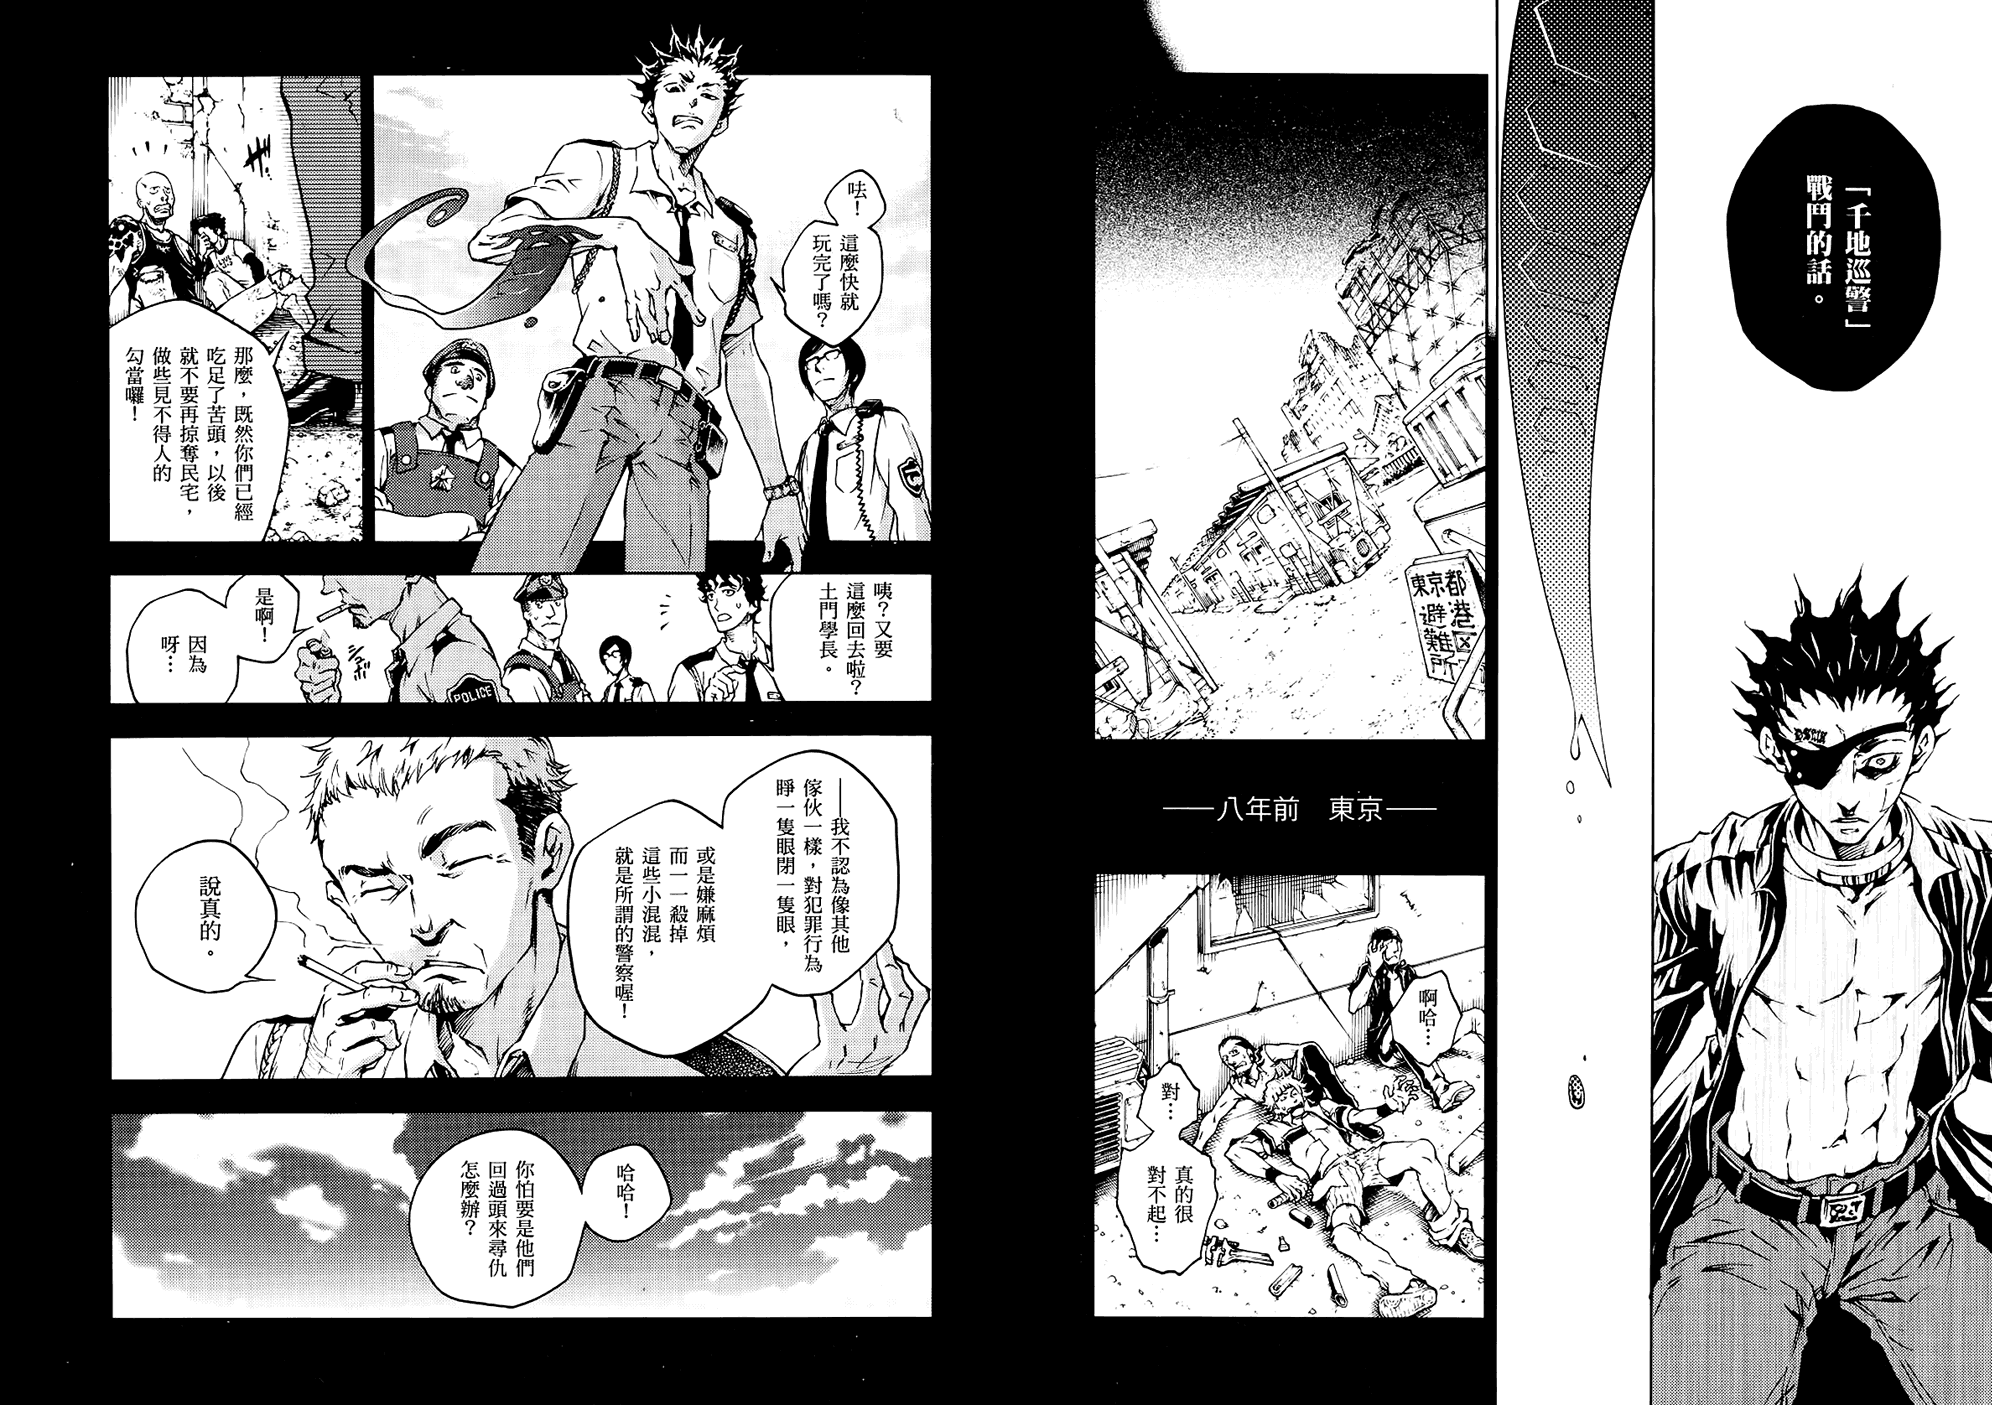 「千地巡警」
戰鬥的話。
東京都
港区
避難所
——八年前　東京——
啊哈…
真的很
對不起…
對…
呿！
這麼快就
玩完了嗎？
那麼，既然你們已經
吃足了苦頭，以後
就不要再掠奪民宅，
做些見不得人的
勾當囉！
咦？又要
這麼回去啦？
土門學長。
POLICE
是啊！
因為
呀…
——我不認為像其他
傢伙一樣，對犯罪行為
睜一隻眼閉一隻眼，
或是嫌麻煩
而一一殺掉
這些小混混，
就是所謂的警察喔！
說真的。
哈哈！
你怕要是他們
回過頭來尋仇
怎麼辦？